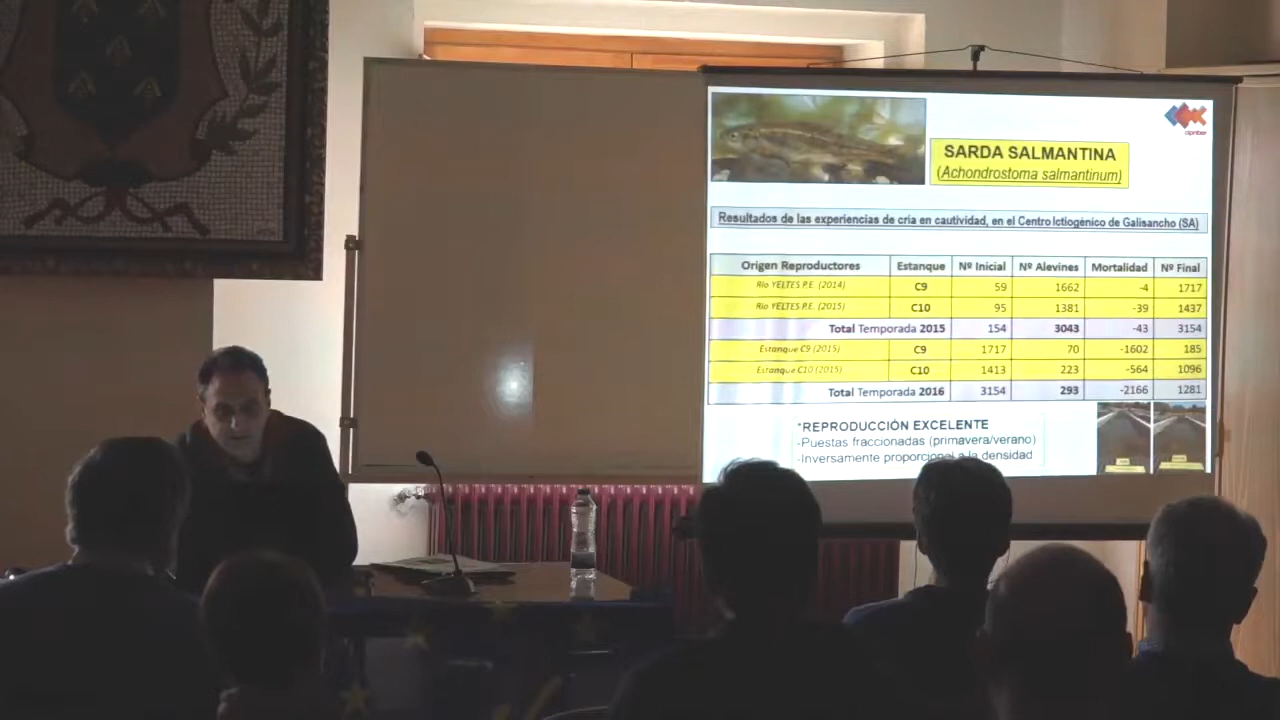 cipriber
SARDA SALMANTINA
(Achondrostoma salmantinum)
Resultados de las experiencias de cría en cautividad, en el Centro Ictiogénico de Galisancho (SA)
Origen Reproductores Estanque Nº Inicial Nº Alevines Mortalidad Nº Final
Río YELTES P.E. (2014) C9 59 1662 -4 1717
Río YELTES P.E. (2015) C10 95 1381 -39 1437
Total Temporada 2015 154 3043 -43 3154
Estanque C9 (2015) C9 1717 70 -1602 185
Estanque C10 (2015) C10 1413 223 -564 1096
Total Temporada 2016 3154 293 -2166 1281
*REPRODUCCIÓN EXCELENTE
-Puestas fraccionadas (primavera/verano)
-Inversamente proporcional a la densidad